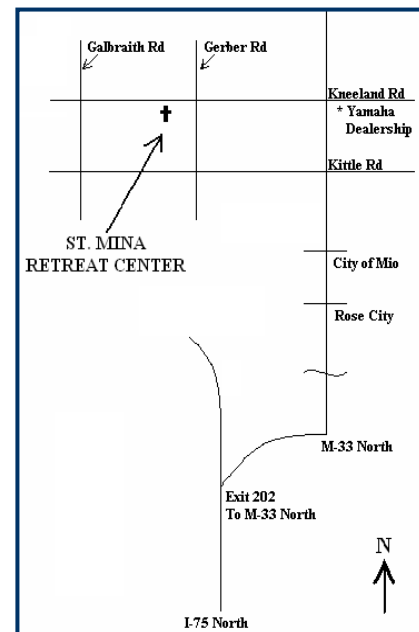 Galbraith Rd
Gerber Rd
Kneeland Rd
* Yamaha
Dealership
Kittle Rd
ST. MINA
RETREAT CENTER
City of Mio
Rose City
M-33 North
Exit 202
To M-33 North
N
I-75 North